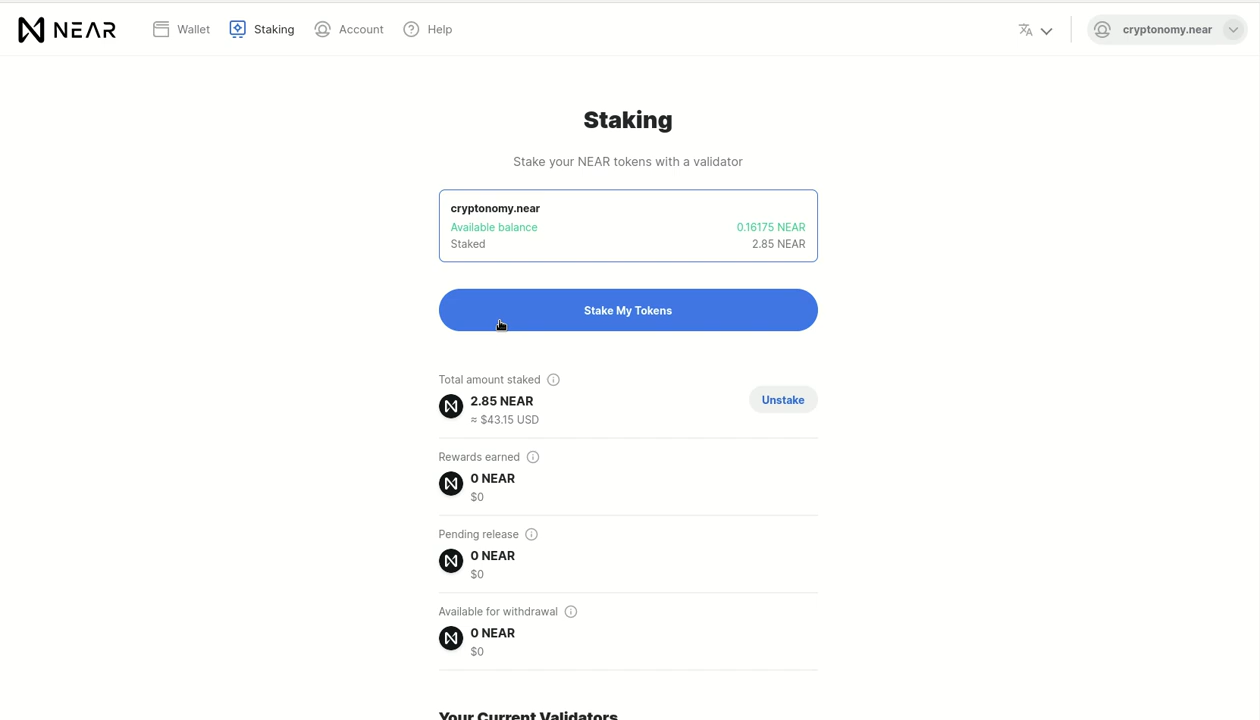 NEAR Wallet Staking Account Help cryptonomy.near
Staking
Stake your NEAR tokens with a validator
cryptonomy.near
Available balance 0.16175 NEAR
Staked 2.85 NEAR
Stake My Tokens
Total amount staked
2.85 NEAR
≈ $43.15 USD
Unstake
Rewards earned
0 NEAR
$0
Pending release
0 NEAR
$0
Available for withdrawal
0 NEAR
$0
Your Current Validators